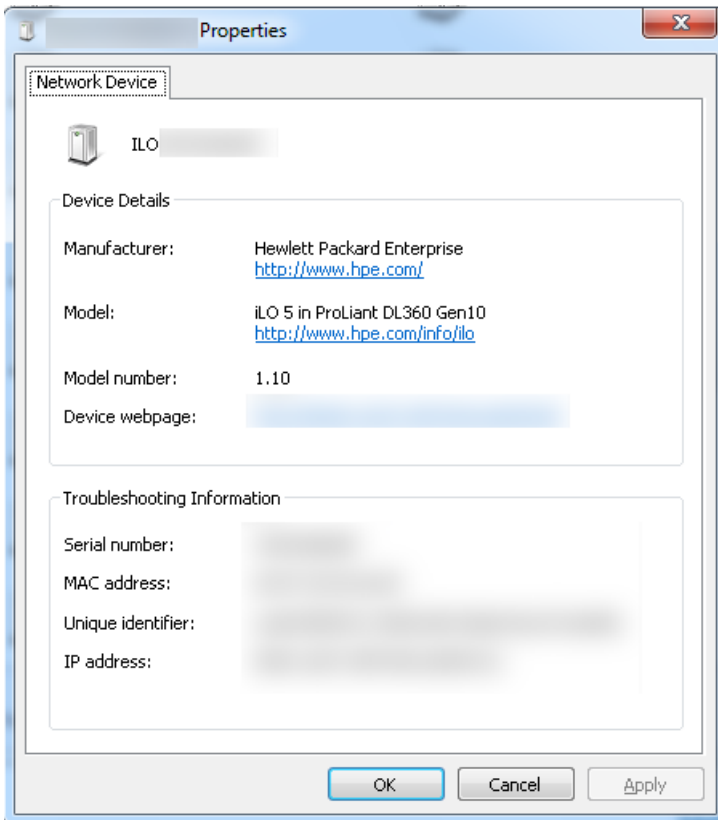 Properties
Network Device
ILO
Device Details
Manufacturer: Hewlett Packard Enterprise
http://www.hpe.com/
Model: iLO 5 in ProLiant DL360 Gen10
http://www.hpe.com/info/ilo
Model number: 1.10
Device webpage:
Troubleshooting Information
Serial number:
MAC address:
Unique identifier:
IP address:
OK Cancel Apply